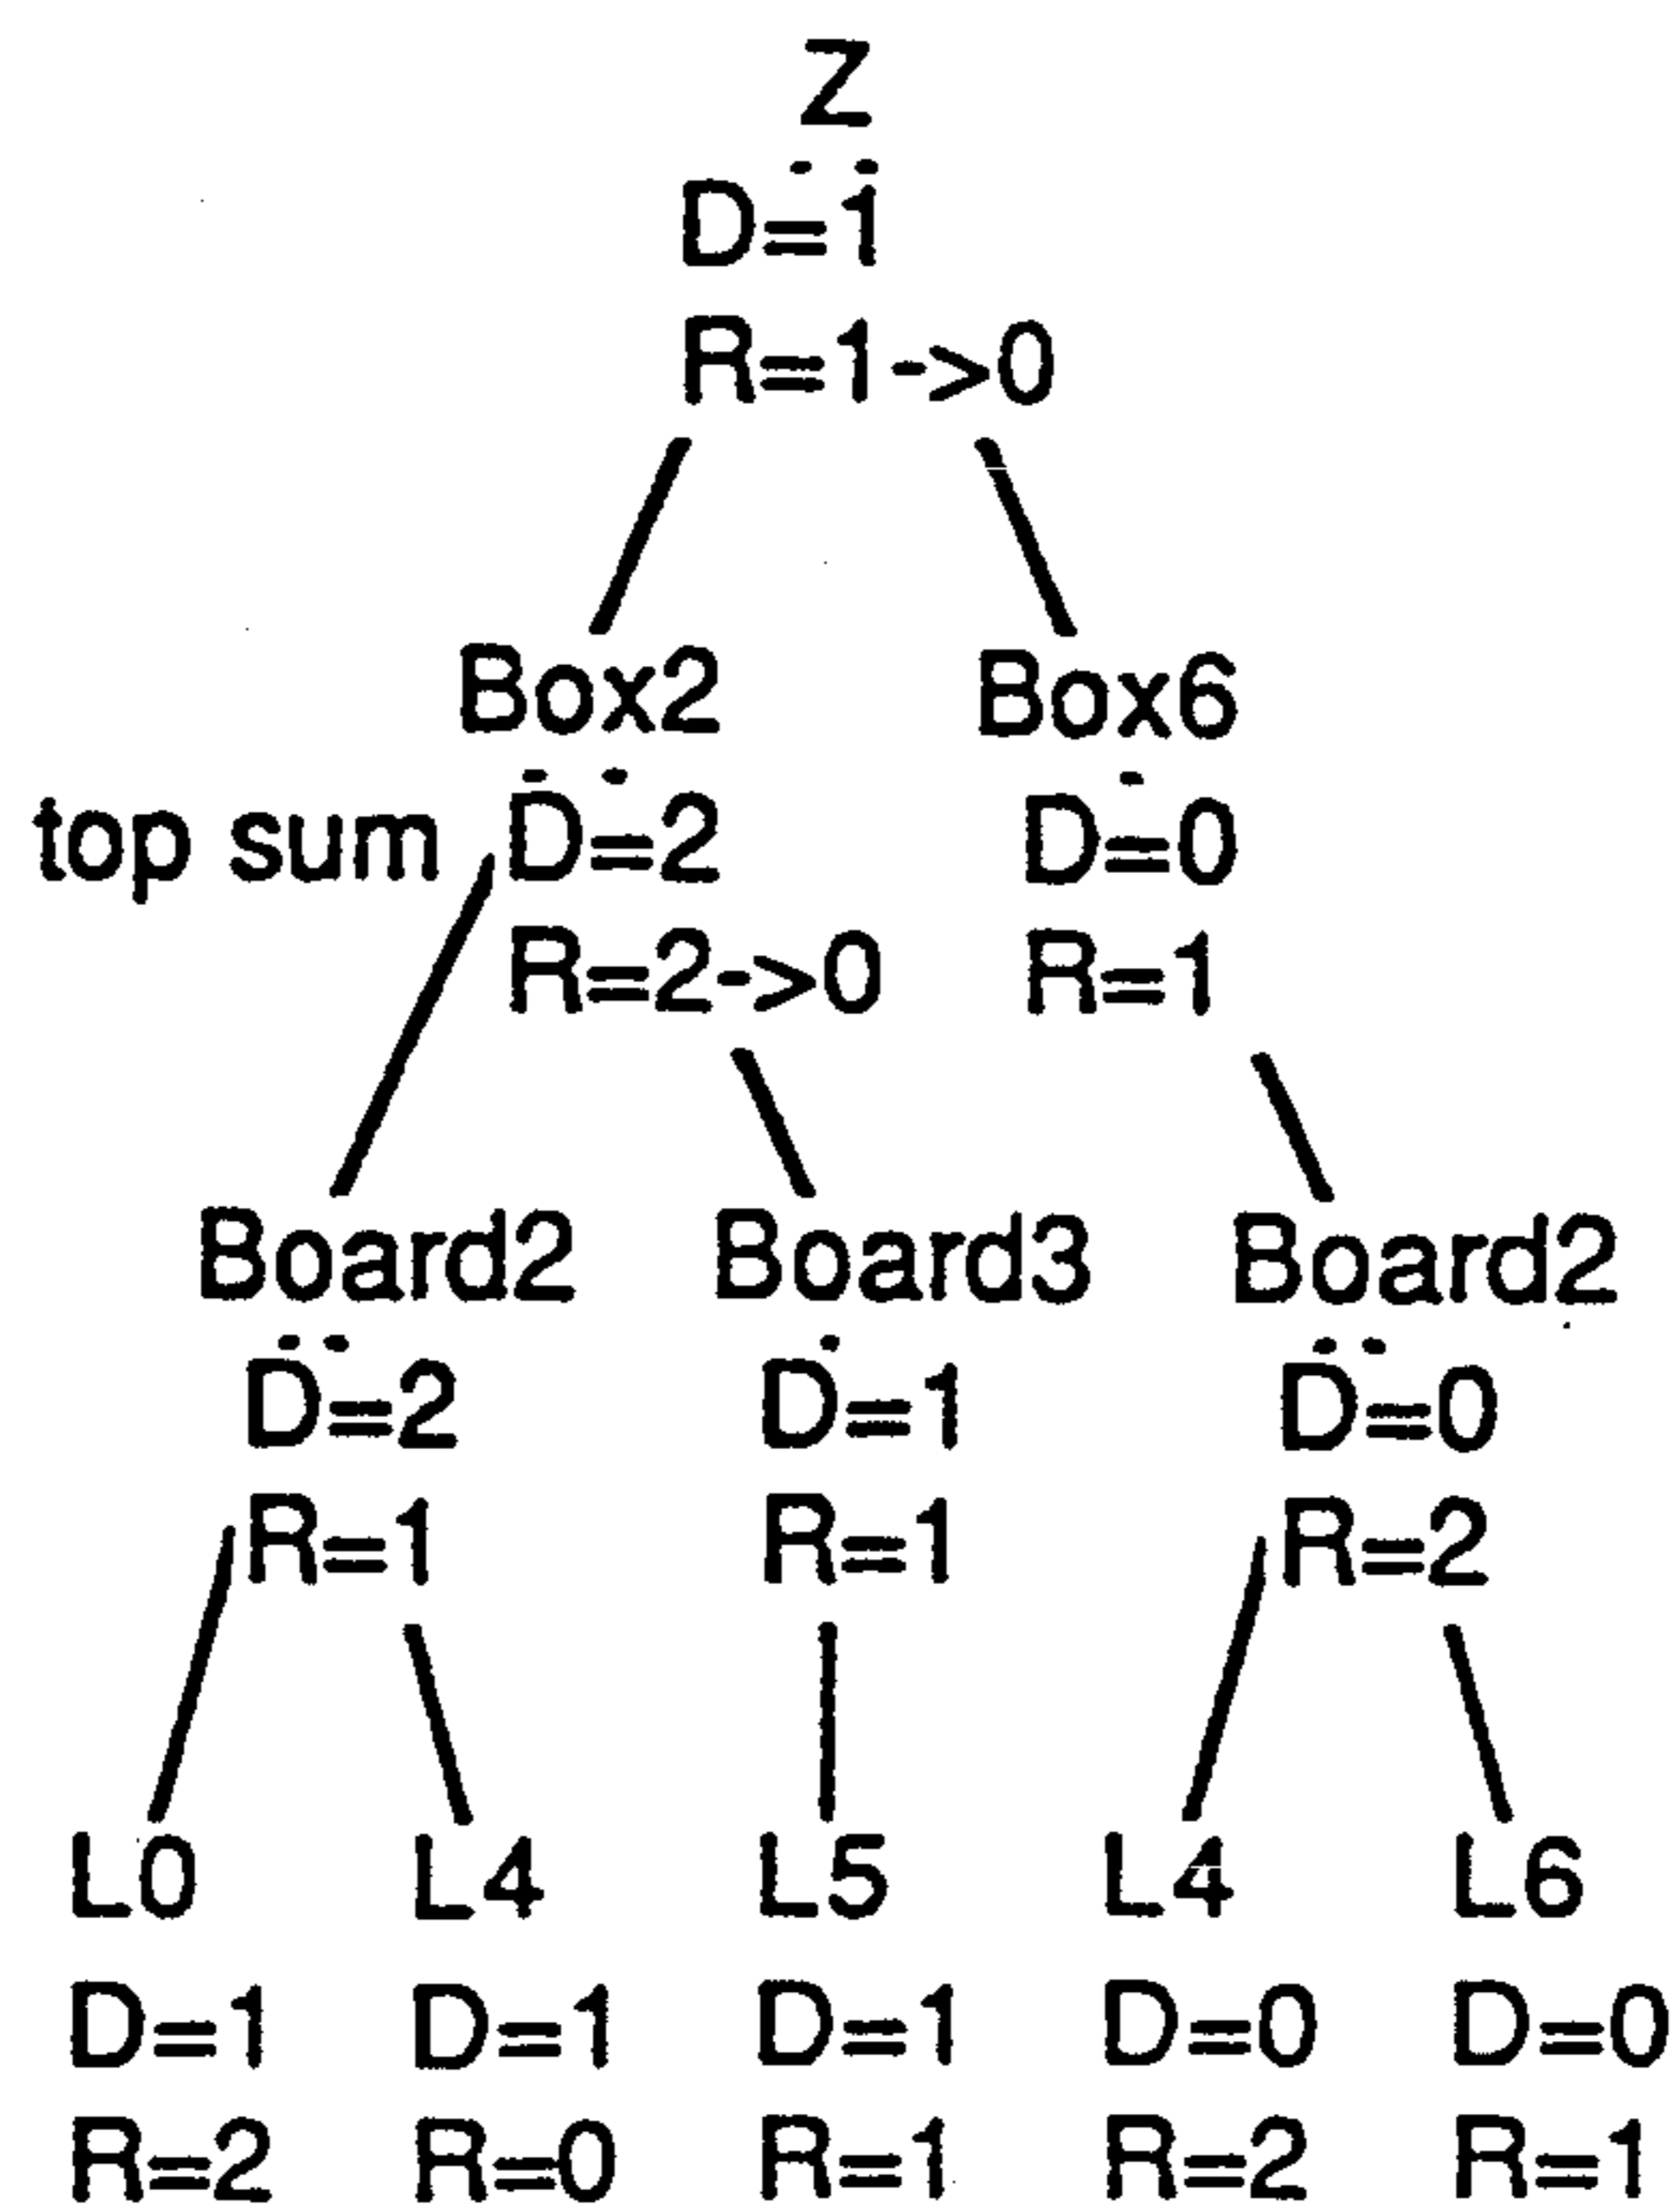 Z
D=1
R=1->0
Box2 Box6
top sum D=2 D=0
R=2->0 R=1
Board2 Board3 Board2
D=2 D=1 D=0
R=1 R=1 R=2
L0 L4 L5 L4 L6
D=1 D=1 D=1 D=0 D=0
R=2 R=0 R=1 R=2 R=1